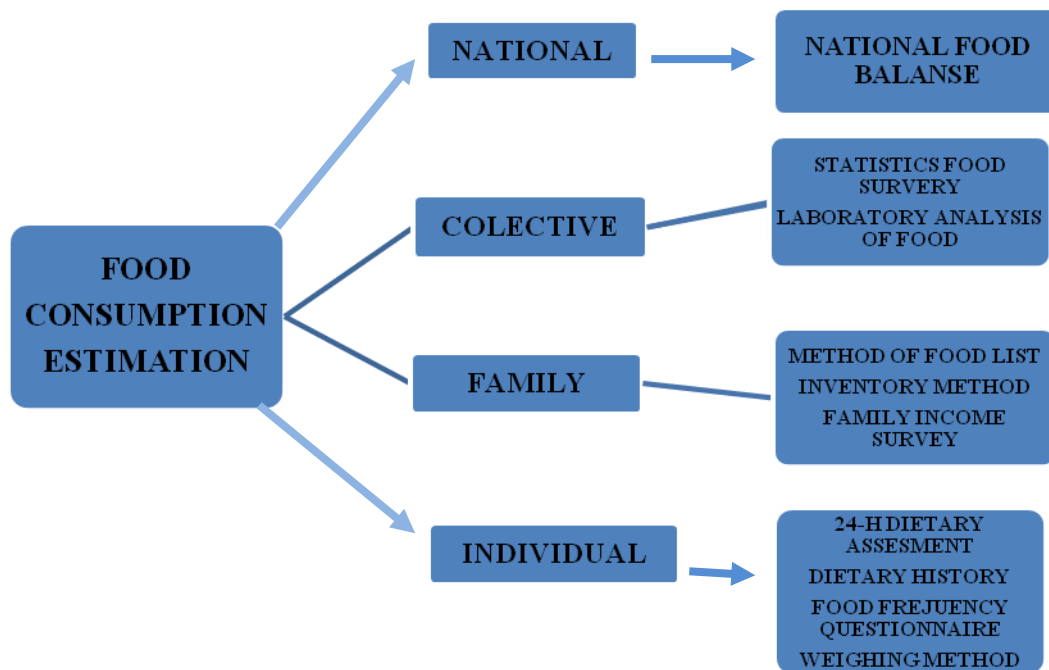 FOOD
CONSUMPTION
ESTIMATION
NATIONAL
NATIONAL FOOD
BALANSE
COLECTIVE
STATISTICS FOOD
SURVERY
LABORATORY ANALYSIS
OF FOOD
FAMILY
METHOD OF FOOD LIST
INVENTORY METHOD
FAMILY INCOME
SURVEY
INDIVIDUAL
24-H DIETARY
ASSESMENT
DIETARY HISTORY
FOOD FREJUENCY
QUESTIONNAIRE
WEIGHING METHOD